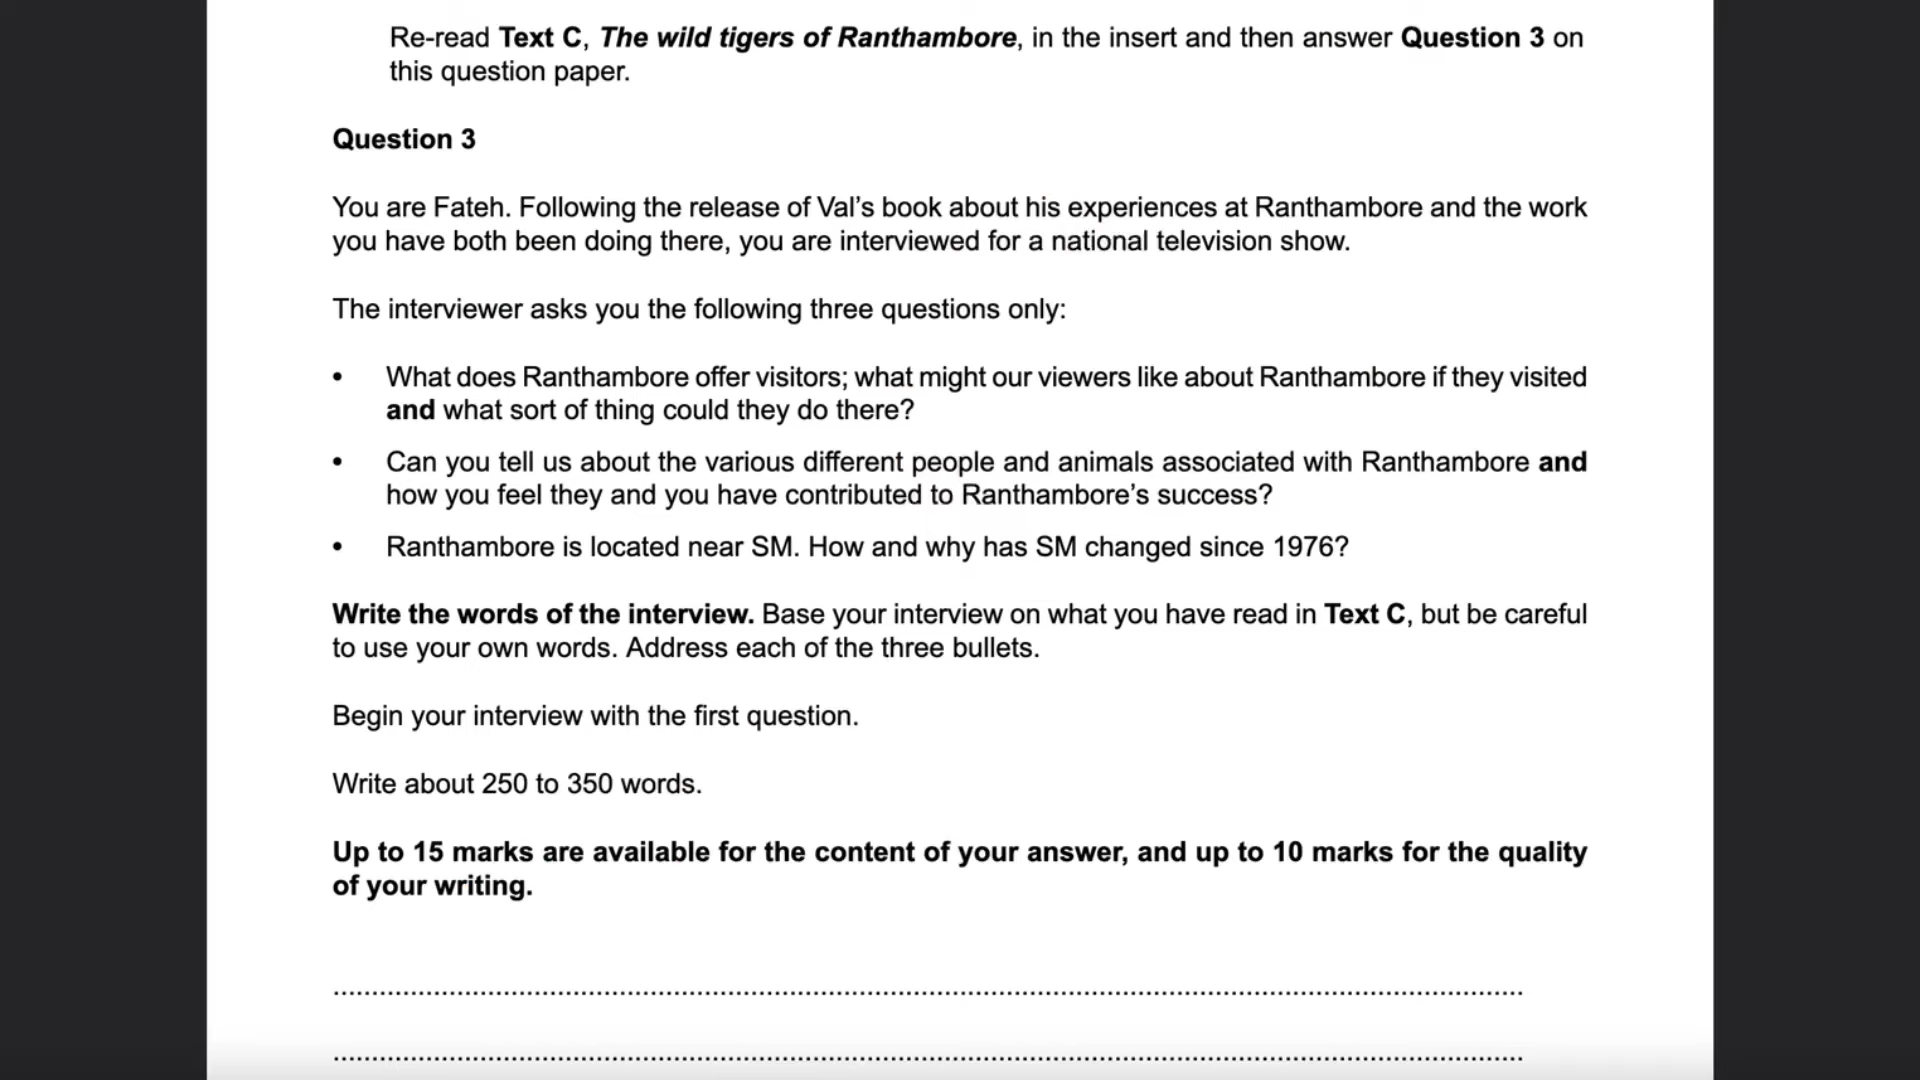 Re-read Text C, The wild tigers of Ranthambore, in the insert and then answer Question 3 on
this question paper.
Question 3
You are Fateh. Following the release of Val’s book about his experiences at Ranthambore and the work
you have both been doing there, you are interviewed for a national television show.
The interviewer asks you the following three questions only:
• What does Ranthambore offer visitors; what might our viewers like about Ranthambore if they visited
and what sort of thing could they do there?
• Can you tell us about the various different people and animals associated with Ranthambore and
how you feel they and you have contributed to Ranthambore’s success?
• Ranthambore is located near SM. How and why has SM changed since 1976?
Write the words of the interview. Base your interview on what you have read in Text C, but be careful
to use your own words. Address each of the three bullets.
Begin your interview with the first question.
Write about 250 to 350 words.
Up to 15 marks are available for the content of your answer, and up to 10 marks for the quality
of your writing.